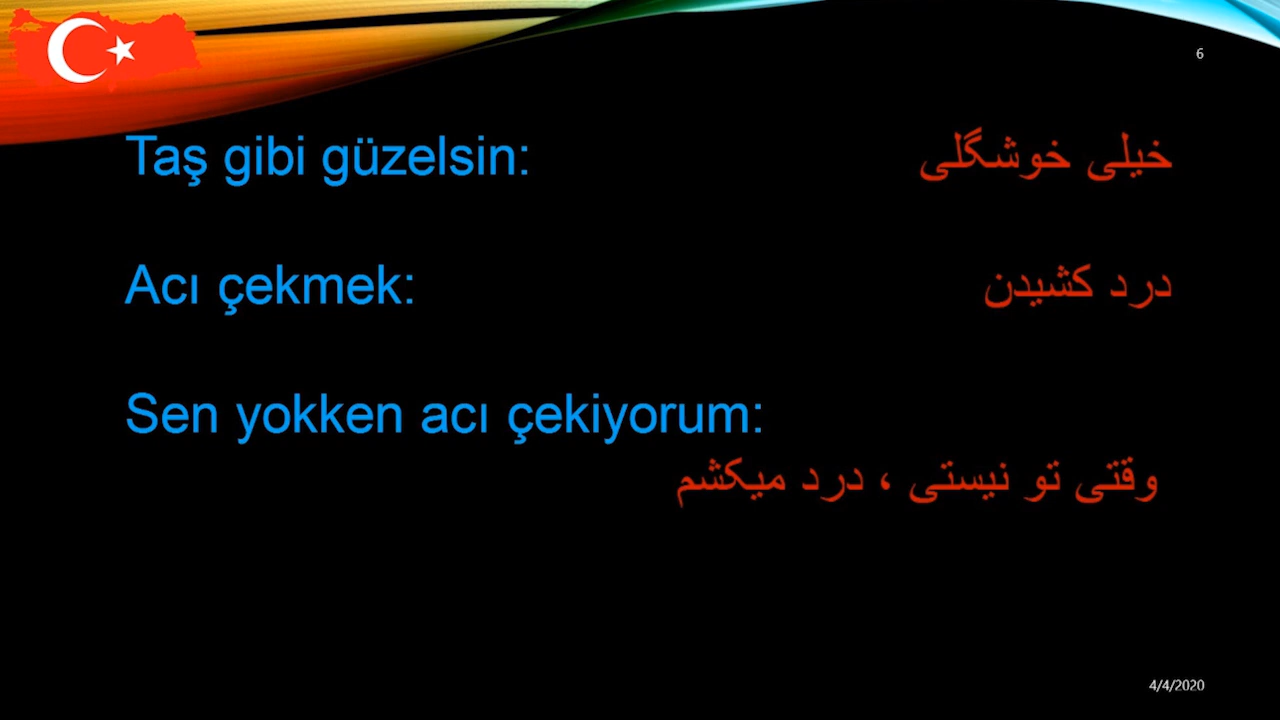 6
Taş gibi güzelsin: خیلی خوشگلی
Acı çekmek: درد کشیدن
Sen yokken acı çekiyorum:
وقتی تو نیستی ، درد میکشم
4/4/2020